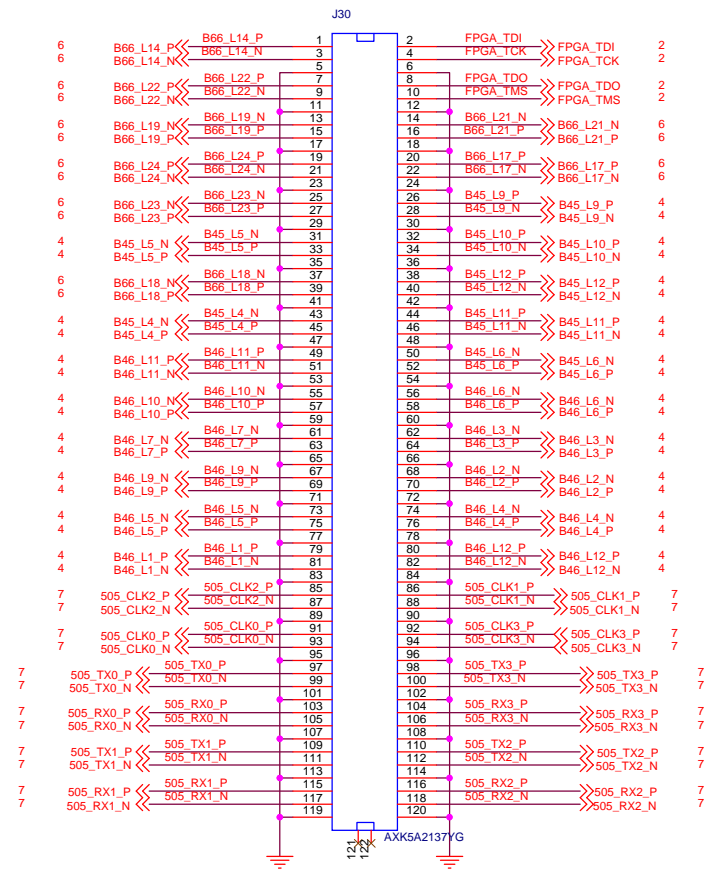 J30
6 B66_L14_P B66_L14_P 1 2 FPGA_TDI FPGA_TDI 2
6 B66_L14_N B66_L14_N 3 4 FPGA_TCK FPGA_TCK 2
5 6
6 B66_L22_P B66_L22_P 7 8 FPGA_TDO FPGA_TDO 2
6 B66_L22_N B66_L22_N 9 10 FPGA_TMS FPGA_TMS 2
11 12
6 B66_L19_N B66_L19_N 13 14 B66_L21_N B66_L21_N 6
6 B66_L19_P B66_L19_P 15 16 B66_L21_P B66_L21_P 6
17 18
6 B66_L24_P B66_L24_P 19 20 B66_L17_P B66_L17_P 6
6 B66_L24_N B66_L24_N 21 22 B66_L17_N B66_L17_N 6
23 24
6 B66_L23_N B66_L23_N 25 26 B45_L9_P B45_L9_P 4
6 B66_L23_P B66_L23_P 27 28 B45_L9_N B45_L9_N 4
29 30
4 B45_L5_N B45_L5_N 31 32 B45_L10_P B45_L10_P 4
4 B45_L5_P B45_L5_P 33 34 B45_L10_N B45_L10_N 4
35 36
6 B66_L18_N B66_L18_N 37 38 B45_L12_P B45_L12_P 4
6 B66_L18_P B66_L18_P 39 40 B45_L12_N B45_L12_N 4
41 42
4 B45_L4_N B45_L4_N 43 44 B45_L11_P B45_L11_P 4
4 B45_L4_P B45_L4_P 45 46 B45_L11_N B45_L11_N 4
47 48
4 B46_L11_P B46_L11_P 49 50 B45_L6_N B45_L6_N 4
4 B46_L11_N B46_L11_N 51 52 B45_L6_P B45_L6_P 4
53 54
4 B46_L10_N B46_L10_N 55 56 B46_L6_N B46_L6_N 4
4 B46_L10_P B46_L10_P 57 58 B46_L6_P B46_L6_P 4
59 60
4 B46_L7_N B46_L7_N 61 62 B46_L3_N B46_L3_N 4
4 B46_L7_P B46_L7_P 63 64 B46_L3_P B46_L3_P 4
65 66
4 B46_L9_N B46_L9_N 67 68 B46_L2_N B46_L2_N 4
4 B46_L9_P B46_L9_P 69 70 B46_L2_P B46_L2_P 4
71 72
4 B46_L5_N B46_L5_N 73 74 B46_L4_N B46_L4_N 4
4 B46_L5_P B46_L5_P 75 76 B46_L4_P B46_L4_P 4
77 78
4 B46_L1_P B46_L1_P 79 80 B46_L12_P B46_L12_P 4
4 B46_L1_N B46_L1_N 81 82 B46_L12_N B46_L12_N 4
83 84
7 505_CLK2_P 505_CLK2_P 85 86 505_CLK1_P 505_CLK1_P 7
7 505_CLK2_N 505_CLK2_N 87 88 505_CLK1_N 505_CLK1_N 7
89 90
7 505_CLK0_P 505_CLK0_P 91 92 505_CLK3_P 505_CLK3_P 7
7 505_CLK0_N 505_CLK0_N 93 94 505_CLK3_N 505_CLK3_N 7
95 96
7 505_TX0_P 505_TX0_P 97 98 505_TX3_P 505_TX3_P 7
7 505_TX0_N 505_TX0_N 99 100 505_TX3_N 505_TX3_N 7
101 102
7 505_RX0_P 505_RX0_P 103 104 505_RX3_P 505_RX3_P 7
7 505_RX0_N 505_RX0_N 105 106 505_RX3_N 505_RX3_N 7
107 108
7 505_TX1_P 505_TX1_P 109 110 505_TX2_P 505_TX2_P 7
7 505_TX1_N 505_TX1_N 111 112 505_TX2_N 505_TX2_N 7
113 114
7 505_RX1_P 505_RX1_P 115 116 505_RX2_P 505_RX2_P 7
7 505_RX1_N 505_RX1_N 117 118 505_RX2_N 505_RX2_N 7
119 120
AXK5A2137YG
121 122